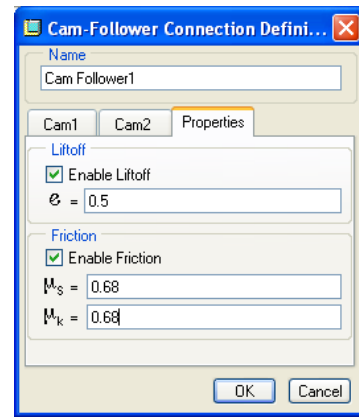 Cam-Follower Connection Defini...
Name
Cam Follower1
Cam1 Cam2 Properties
Liftoff
Enable Liftoff
e = 0.5
Friction
Enable Friction
μs = 0.68
μk = 0.68
OK Cancel